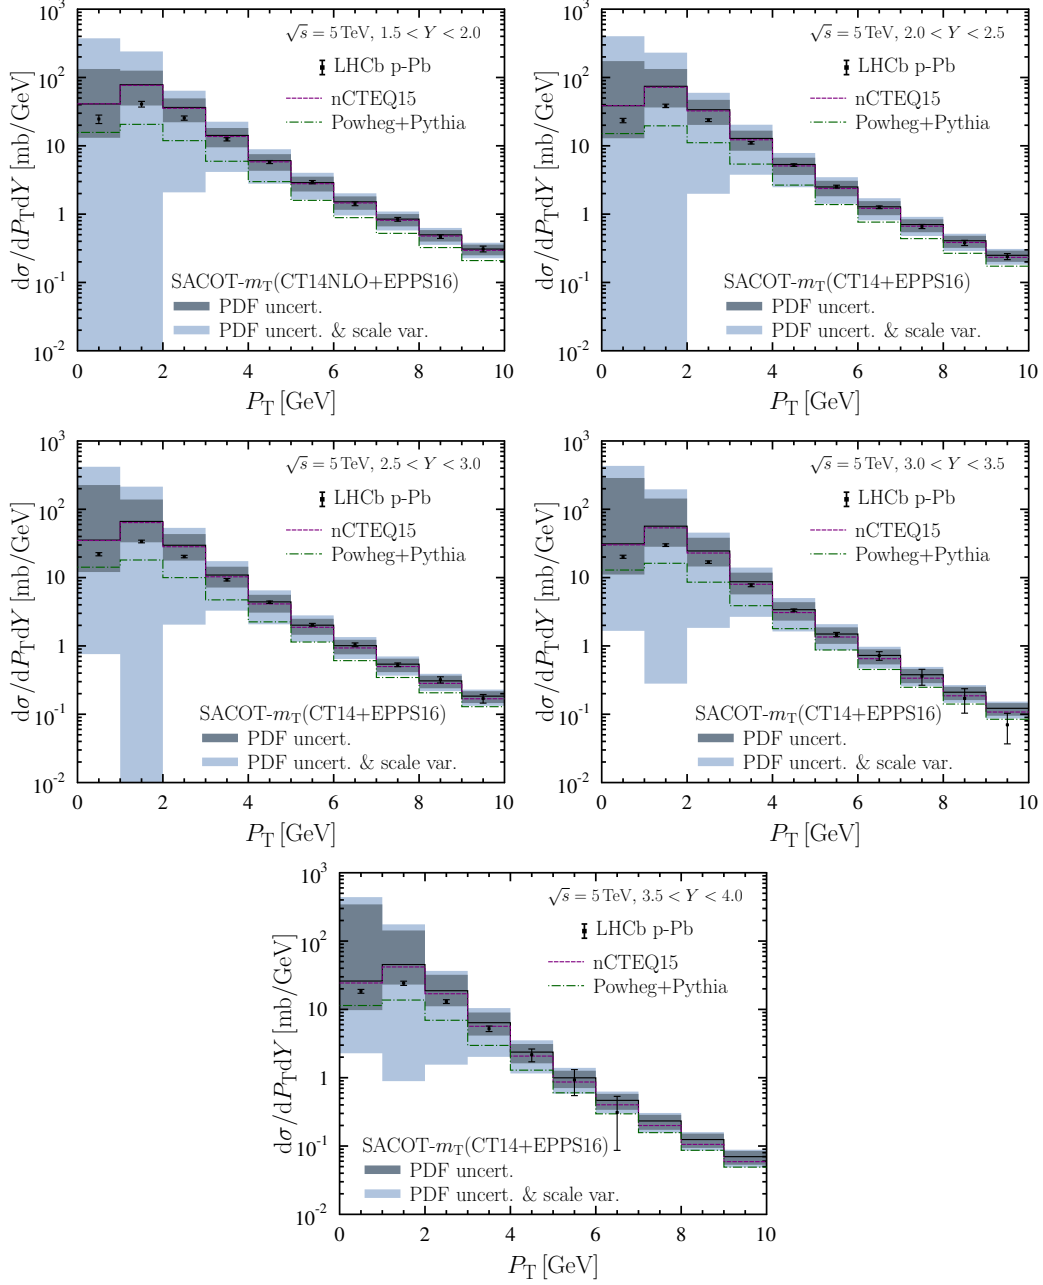 √s = 5 TeV, 1.5 < Y < 2.0
LHCb p-Pb
nCTEQ15
Powheg+Pythia
SACOT-m_T(CT14NLO+EPPS16)
PDF uncert.
PDF uncert. & scale var.
dσ/dP_TdY [mb/GeV]
10^3
10^2
10
1
10^-1
10^-2
0 2 4 6 8 10
P_T [GeV]
√s = 5 TeV, 2.0 < Y < 2.5
LHCb p-Pb
nCTEQ15
Powheg+Pythia
SACOT-m_T(CT14+EPPS16)
PDF uncert.
PDF uncert. & scale var.
dσ/dP_TdY [mb/GeV]
10^3
10^2
10
1
10^-1
10^-2
0 2 4 6 8 10
P_T [GeV]
√s = 5 TeV, 2.5 < Y < 3.0
LHCb p-Pb
nCTEQ15
Powheg+Pythia
SACOT-m_T(CT14+EPPS16)
PDF uncert.
PDF uncert. & scale var.
dσ/dP_TdY [mb/GeV]
10^3
10^2
10
1
10^-1
10^-2
0 2 4 6 8 10
P_T [GeV]
√s = 5 TeV, 3.0 < Y < 3.5
LHCb p-Pb
nCTEQ15
Powheg+Pythia
SACOT-m_T(CT14+EPPS16)
PDF uncert.
PDF uncert. & scale var.
dσ/dP_TdY [mb/GeV]
10^3
10^2
10
1
10^-1
10^-2
0 2 4 6 8 10
P_T [GeV]
√s = 5 TeV, 3.5 < Y < 4.0
LHCb p-Pb
nCTEQ15
Powheg+Pythia
SACOT-m_T(CT14+EPPS16)
PDF uncert.
PDF uncert. & scale var.
dσ/dP_TdY [mb/GeV]
10^3
10^2
10
1
10^-1
10^-2
0 2 4 6 8 10
P_T [GeV]